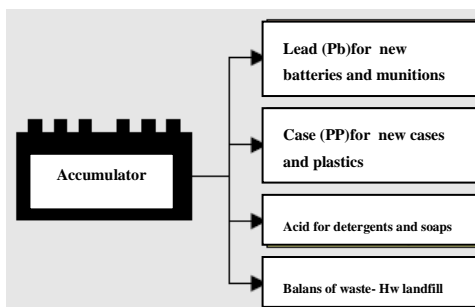 Lead (Pb)for new
batteries and munitions
Case (PP)for new cases
and plastics
Accumulator
Acid for detergents and soaps
Balans of waste- Hw landfill